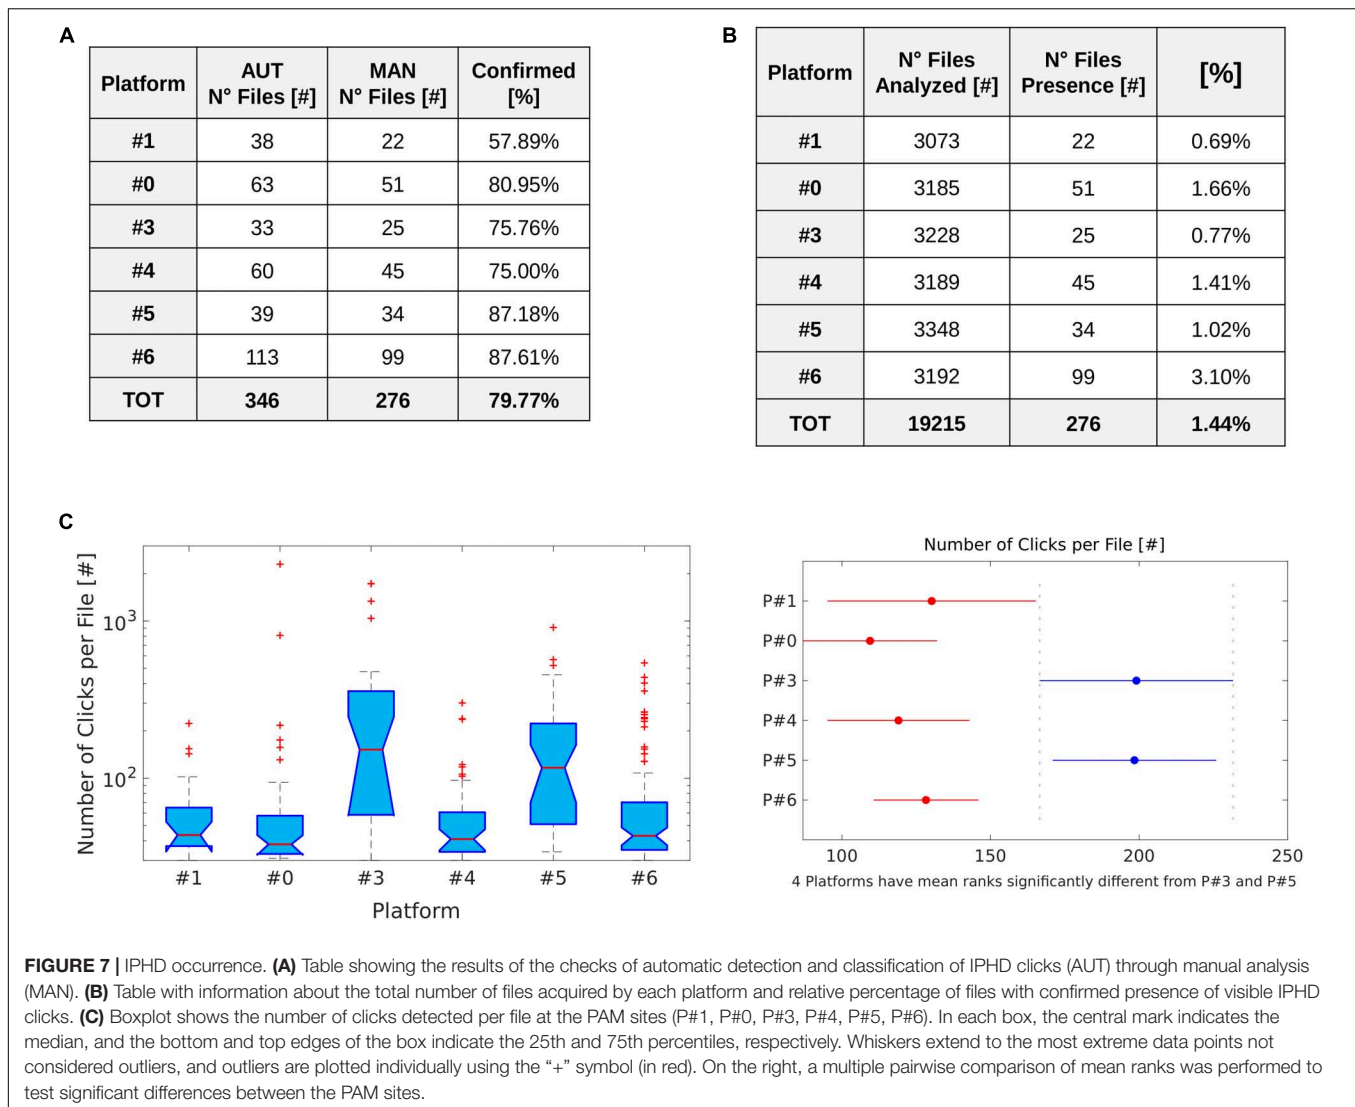 A
Platform AUT N° Files [#] MAN N° Files [#] Confirmed [%]
#1 38 22 57.89%
#0 63 51 80.95%
#3 33 25 75.76%
#4 60 45 75.00%
#5 39 34 87.18%
#6 113 99 87.61%
TOT 346 276 79.77%
B
Platform N° Files Analyzed [#] N° Files Presence [#] [%]
#1 3073 22 0.69%
#0 3185 51 1.66%
#3 3228 25 0.77%
#4 3189 45 1.41%
#5 3348 34 1.02%
#6 3192 99 3.10%
TOT 19215 276 1.44%
C
Number of Clicks per File [#]
10³
10²
#1 #0 #3 #4 #5 #6
Platform
Number of Clicks per File [#]
P#1
P#0
P#3
P#4
P#5
P#6
100 150 200 250
4 Platforms have mean ranks significantly different from P#3 and P#5
FIGURE 7 | IPHD occurrence. (A) Table showing the results of the checks of automatic detection and classification of IPHD clicks (AUT) through manual analysis
(MAN). (B) Table with information about the total number of files acquired by each platform and relative percentage of files with confirmed presence of visible IPHD
clicks. (C) Boxplot shows the number of clicks detected per file at the PAM sites (P#1, P#0, P#3, P#4, P#5, P#6). In each box, the central mark indicates the
median, and the bottom and top edges of the box indicate the 25th and 75th percentiles, respectively. Whiskers extend to the most extreme data points not
considered outliers, and outliers are plotted individually using the “+” symbol (in red). On the right, a multiple pairwise comparison of mean ranks was performed to
test significant differences between the PAM sites.